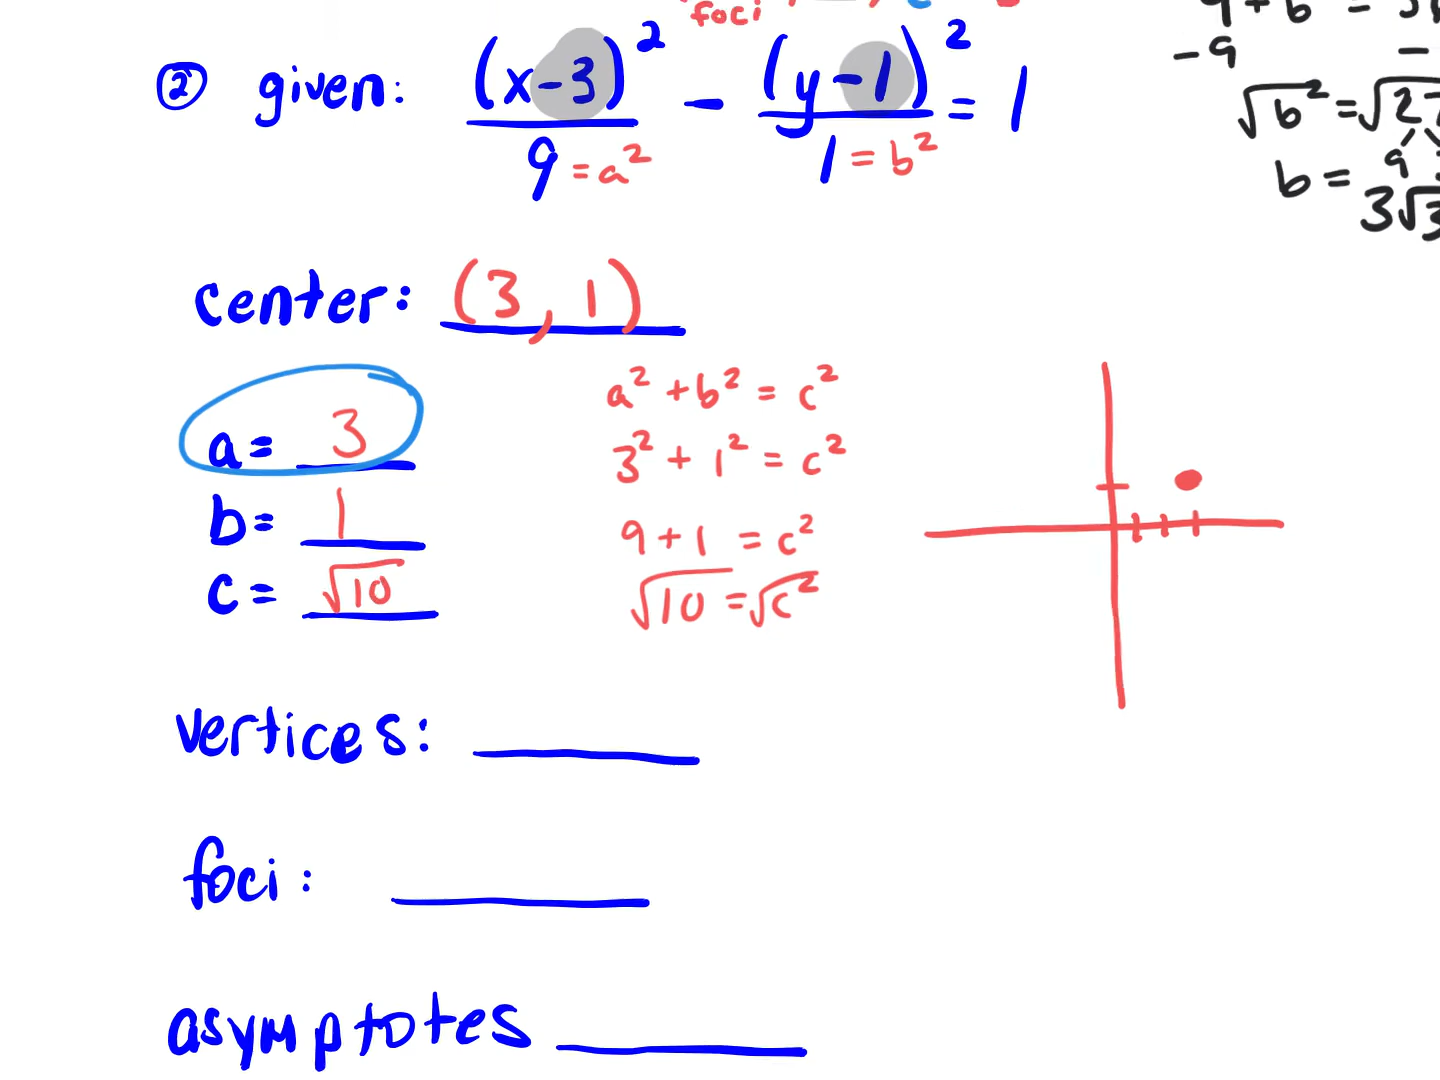 foci
② given: (x-3)² / 9 - (y-1)² / 1 = 1
= a² = b²
-9 -
√b² = √27
9
b = 3√3
center: (3, 1)
a = 3
b = 1
c = √10
a² + b² = c²
3² + 1² = c²
9 + 1 = c²
√10 = √c²
vertices:
foci:
asymptotes